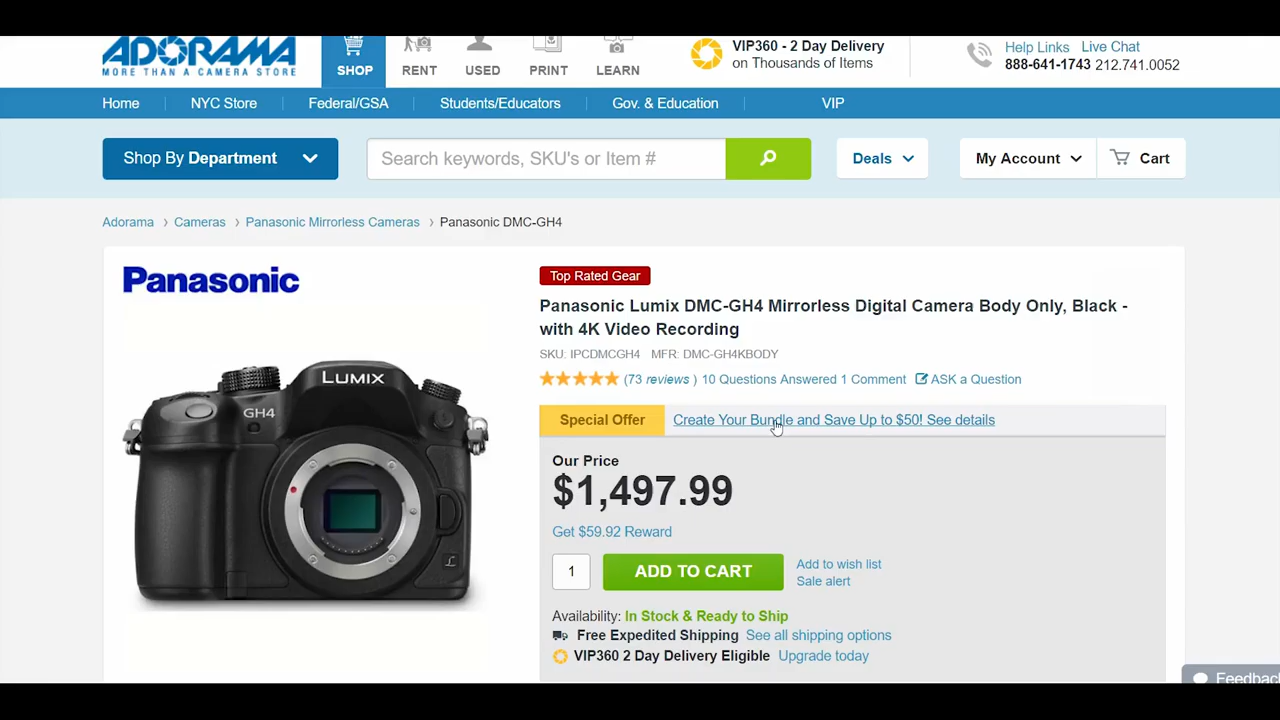 ADORAMA
MORE THAN A CAMERA STORE
SHOP
RENT
USED
PRINT
LEARN
VIP360 - 2 Day Delivery
on Thousands of Items
Help Links Live Chat
888-641-1743 212.741.0052
Home
NYC Store
Federal/GSA
Students/Educators
Gov. & Education
VIP
Shop By Department
Search keywords, SKU's or Item #
Deals
My Account
Cart
Adorama > Cameras > Panasonic Mirrorless Cameras > Panasonic DMC-GH4
Panasonic
LUMIX
GH4
L
Top Rated Gear
Panasonic Lumix DMC-GH4 Mirrorless Digital Camera Body Only, Black -
with 4K Video Recording
SKU: IPCDMCGH4 MFR: DMC-GH4KBODY
(73 reviews ) 10 Questions Answered 1 Comment ASK a Question
Special Offer
Create Your Bundle and Save Up to $50! See details
Our Price
$1,497.99
Get $59.92 Reward
1
ADD TO CART
Add to wish list
Sale alert
Availability: In Stock & Ready to Ship
Free Expedited Shipping See all shipping options
VIP360 2 Day Delivery Eligible Upgrade today
Feedbac